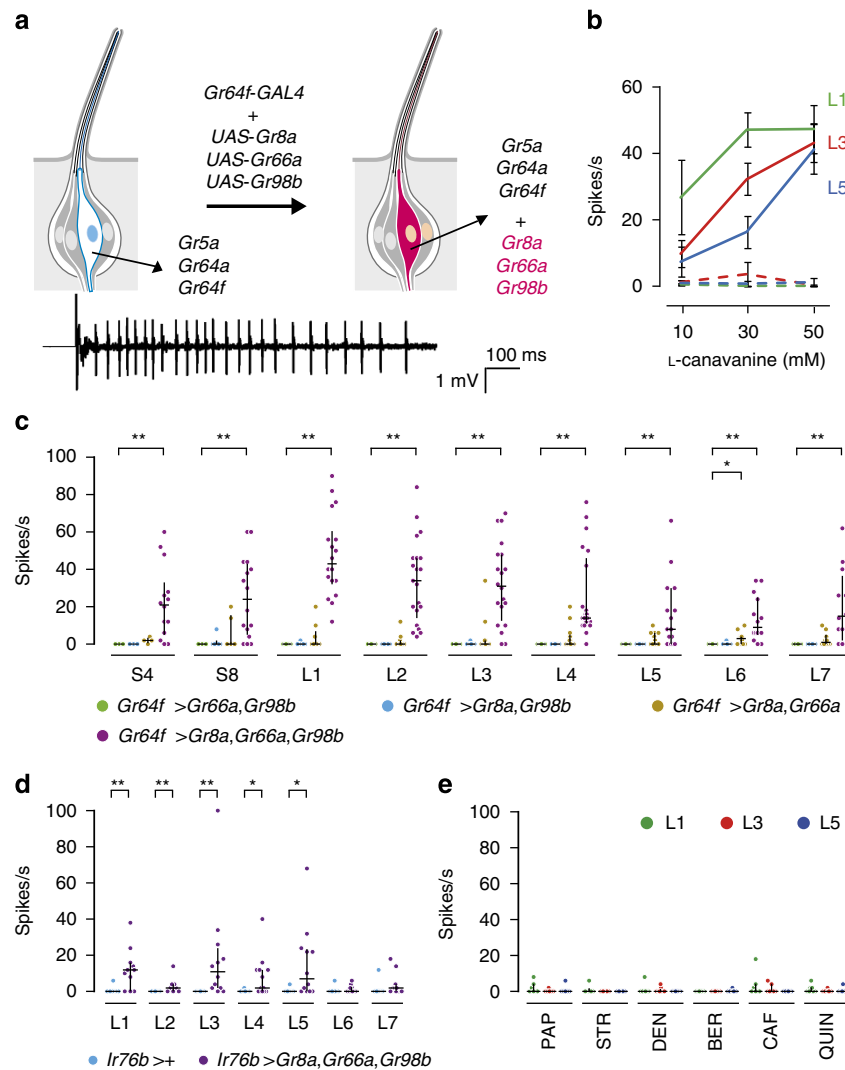 a
Gr64f-GAL4
+
UAS-Gr8a
UAS-Gr66a
UAS-Gr98b
Gr5a
Gr64a
Gr64f
Gr5a
Gr64a
Gr64f
+
Gr8a
Gr66a
Gr98b
100 ms
1 mV
b
60
40
20
0
Spikes/s
L1
L3
L5
10 30 50
L-canavanine (mM)
c
100
80
60
40
20
0
Spikes/s
** ** ** ** ** ** ** ** **
*
S4 S8 L1 L2 L3 L4 L5 L6 L7
Gr64f >Gr66a,Gr98b Gr64f >Gr8a,Gr98b Gr64f >Gr8a,Gr66a
Gr64f >Gr8a,Gr66a,Gr98b
d
** ** ** * *
100
80
60
40
20
0
Spikes/s
L1 L2 L3 L4 L5 L6 L7
Ir76b >+ Ir76b >Gr8a,Gr66a,Gr98b
e
100
80
60
40
20
0
Spikes/s
L1 L3 L5
PAP STR DEN BER CAF QUIN